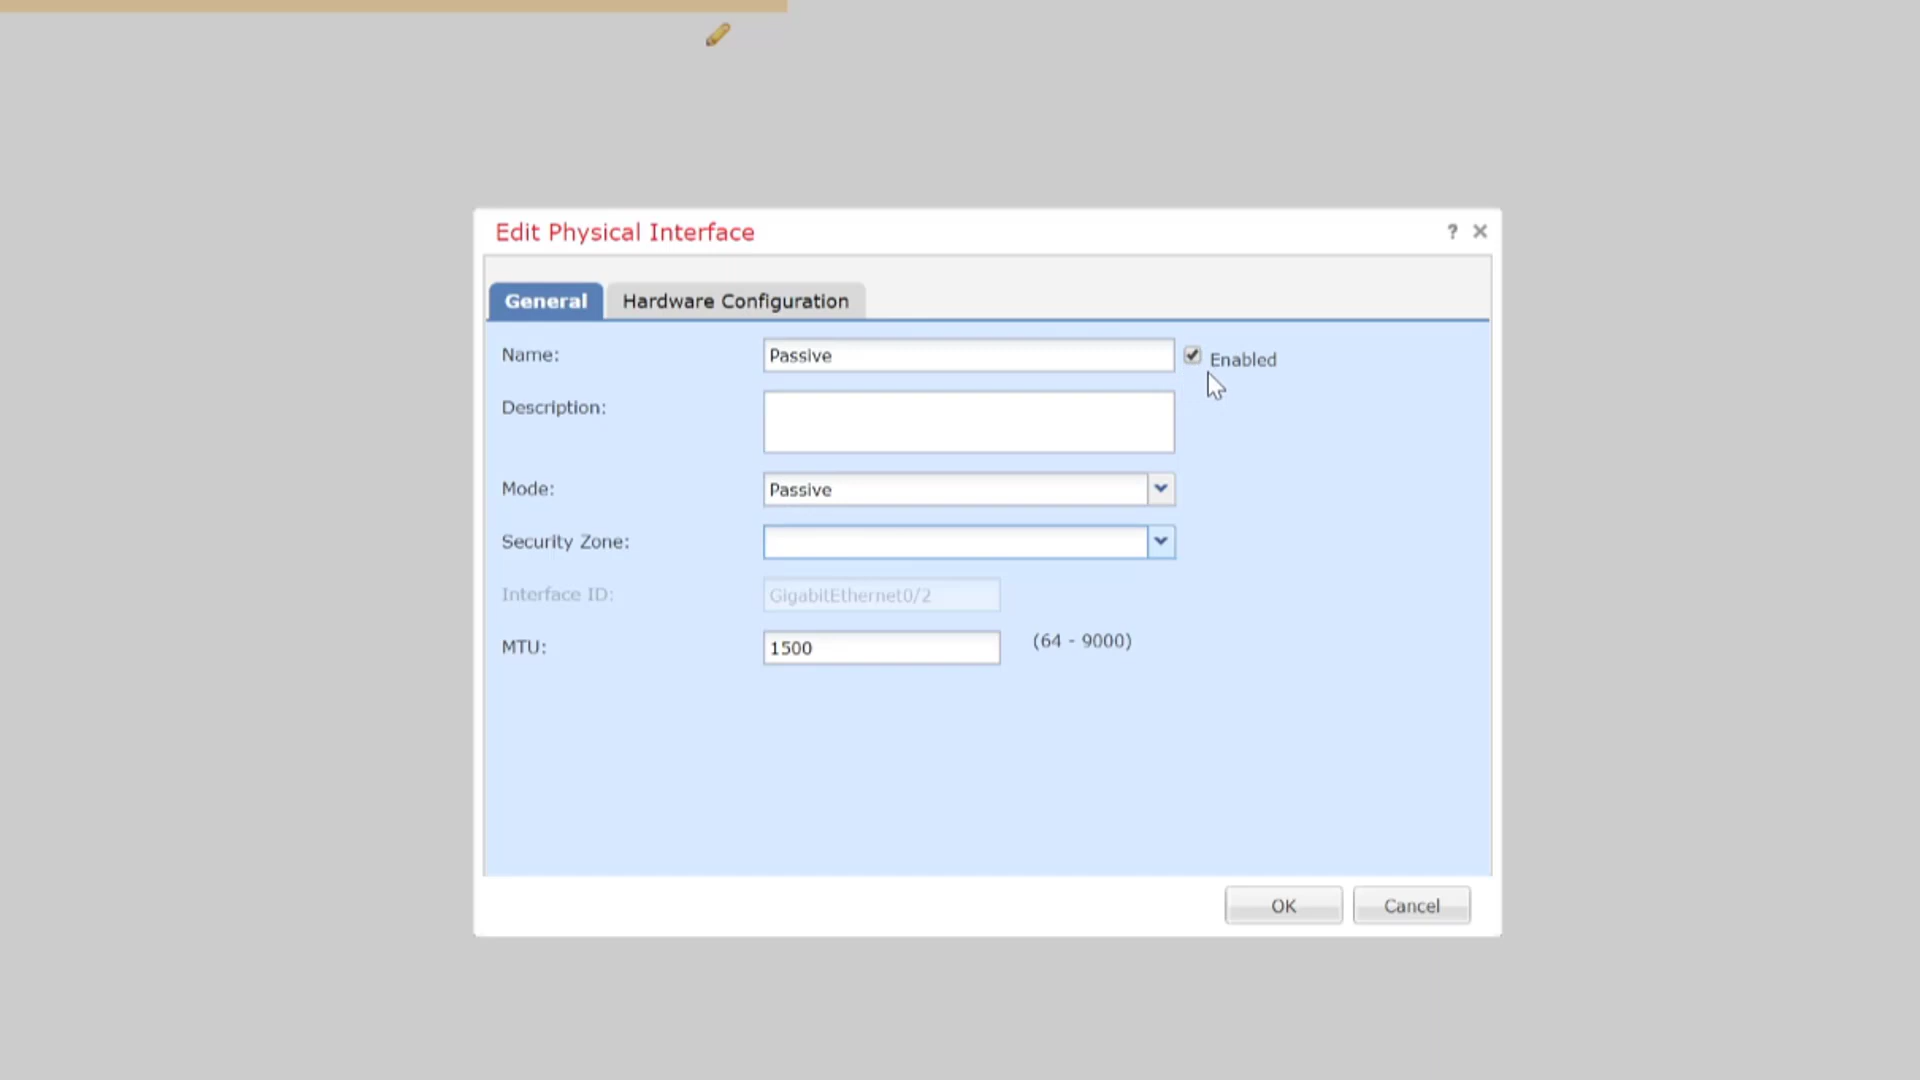 Edit Physical Interface
?
General
Hardware Configuration
Name:
Passive
Enabled
Description:
Mode:
Passive
Security Zone:
Interface ID:
GigabitEthernet0/2
MTU:
1500
(64 - 9000)
OK
Cancel